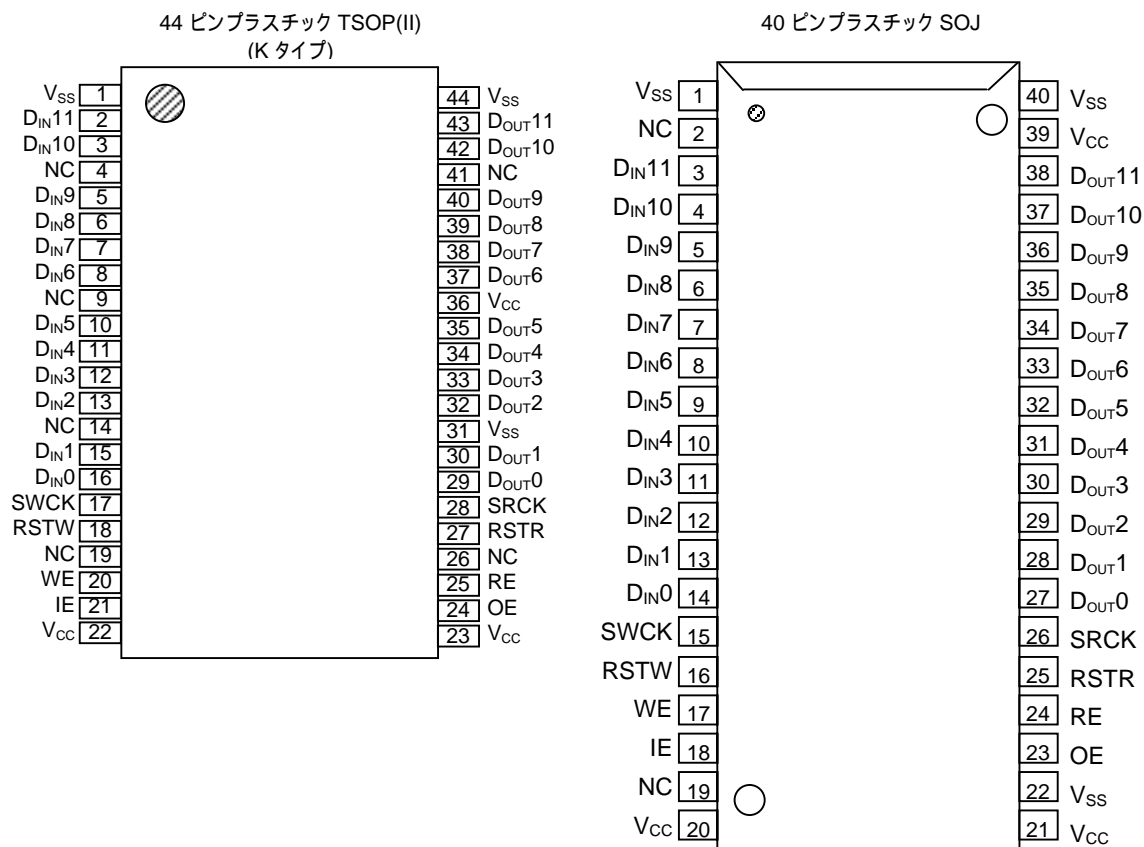 44 ピンプラスチック TSOP(II)
(K タイプ)
VSS 1
DIN11 2
DIN10 3
NC 4
DIN9 5
DIN8 6
DIN7 7
DIN6 8
NC 9
DIN5 10
DIN4 11
DIN3 12
DIN2 13
NC 14
DIN1 15
DIN0 16
SWCK 17
RSTW 18
NC 19
WE 20
IE 21
VCC 22
44 VSS
43 DOUT11
42 DOUT10
41 NC
40 DOUT9
39 DOUT8
38 DOUT7
37 DOUT6
36 VCC
35 DOUT5
34 DOUT4
33 DOUT3
32 DOUT2
31 VSS
30 DOUT1
29 DOUT0
28 SRCK
27 RSTR
26 NC
25 RE
24 OE
23 VCC
40 ピンプラスチック SOJ
VSS 1
NC 2
DIN11 3
DIN10 4
DIN9 5
DIN8 6
DIN7 7
DIN6 8
DIN5 9
DIN4 10
DIN3 11
DIN2 12
DIN1 13
DIN0 14
SWCK 15
RSTW 16
WE 17
IE 18
NC 19
VCC 20
40 VSS
39 VCC
38 DOUT11
37 DOUT10
36 DOUT9
35 DOUT8
34 DOUT7
33 DOUT6
32 DOUT5
31 DOUT4
30 DOUT3
29 DOUT2
28 DOUT1
27 DOUT0
26 SRCK
25 RSTR
24 RE
23 OE
22 VSS
21 VCC